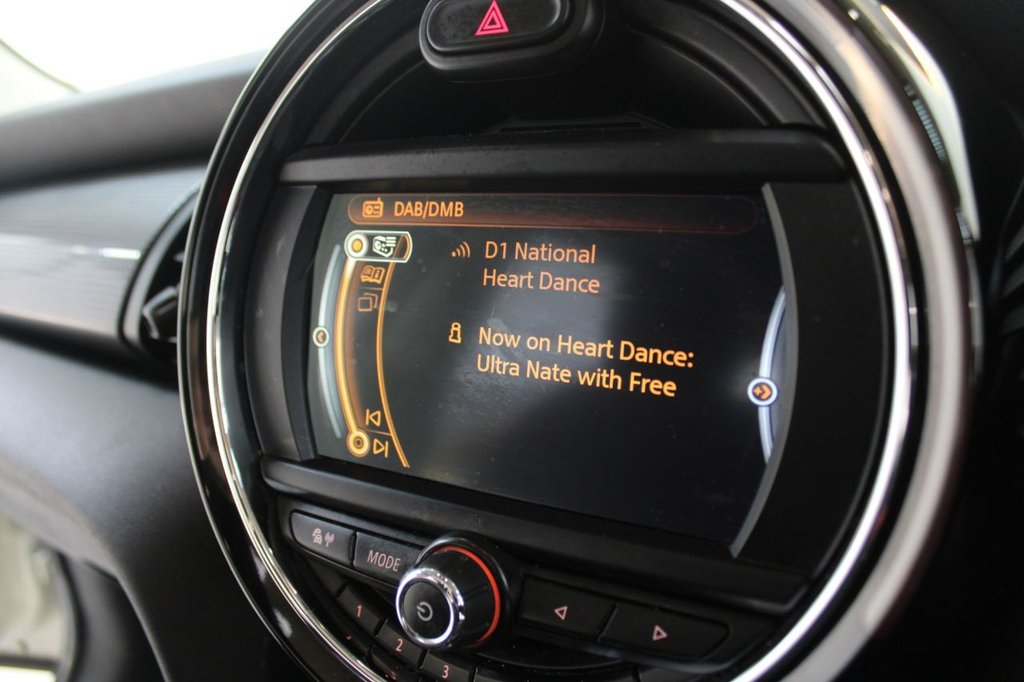 DAB/DMB
D1 National
Heart Dance
Now on Heart Dance:
Ultra Nate with Free
MODE
1
2
3